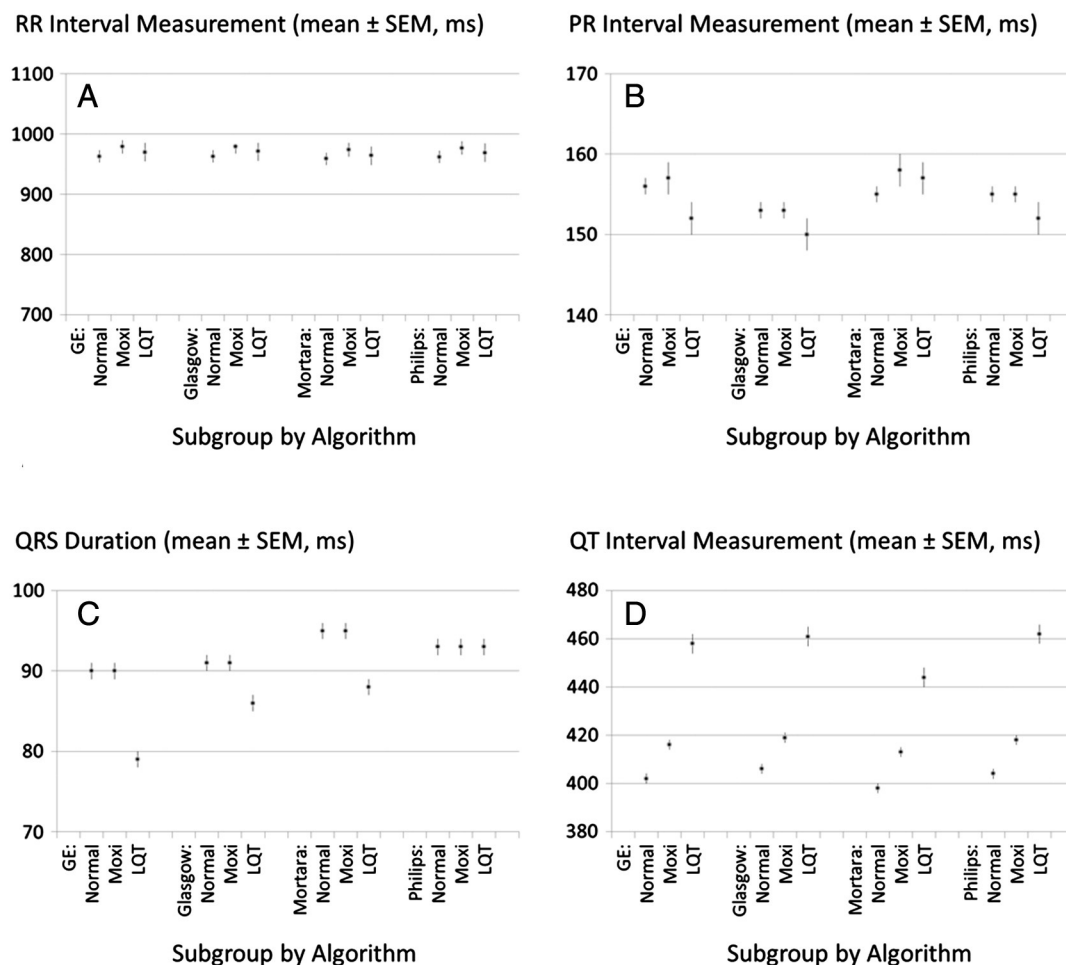 RR Interval Measurement (mean ± SEM, ms)
A
1100
1000
900
800
700
GE:
Normal
Moxi
LQT
Glasgow:
Normal
Moxi
LQT
Mortara:
Normal
Moxi
LQT
Philips:
Normal
Moxi
LQT
Subgroup by Algorithm
PR Interval Measurement (mean ± SEM, ms)
B
170
160
150
140
GE:
Normal
Moxi
LQT
Glasgow:
Normal
Moxi
LQT
Mortara:
Normal
Moxi
LQT
Philips:
Normal
Moxi
LQT
Subgroup by Algorithm
QRS Duration (mean ± SEM, ms)
C
100
90
80
70
GE:
Normal
Moxi
LQT
Glasgow:
Normal
Moxi
LQT
Mortara:
Normal
Moxi
LQT
Philips:
Normal
Moxi
LQT
Subgroup by Algorithm
QT Interval Measurement (mean ± SEM, ms)
D
480
460
440
420
400
380
GE:
Normal
Moxi
LQT
Glasgow:
Normal
Moxi
LQT
Mortara:
Normal
Moxi
LQT
Philips:
Normal
Moxi
LQT
Subgroup by Algorithm